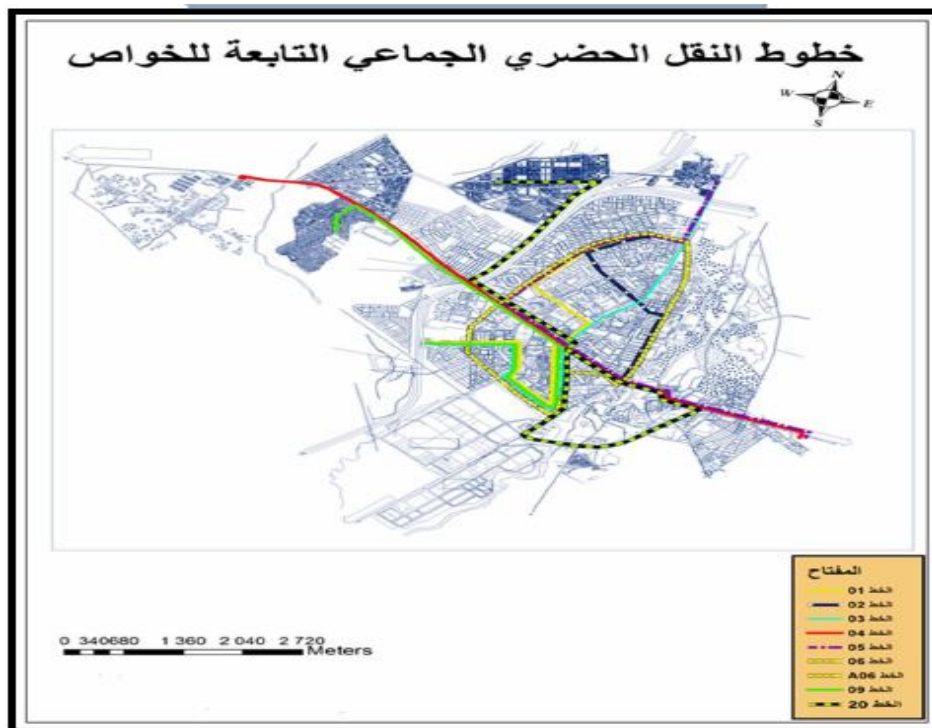 خطوط النقل الحضري الجماعي التابعة للخواص
N
W E
S
المفتاح
الخط 01
الخط 02
الخط 03
الخط 04
الخط 05
الخط 06
الخط A06
الخط 09
الخط 20
0 340680 1 360 2 040 2 720
Meters